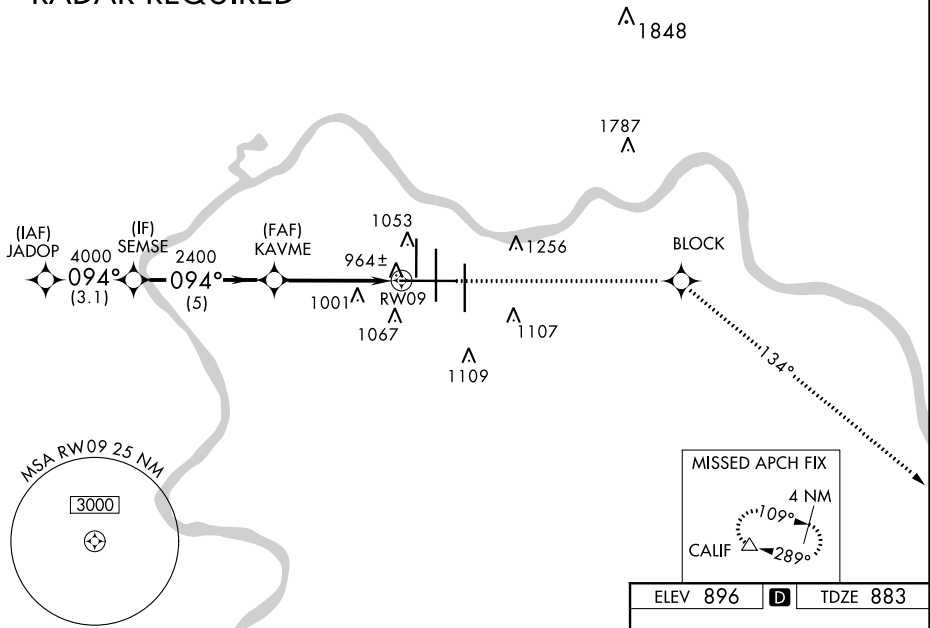 RADAR REQUIRED
1848
1787
(IAF)
JADOP
4000
094°
(3.1)
(IF)
SEMSE
2400
094°
(5)
(FAF)
KAVME
1053
964±
1001
RW09
1067
1256
1107
1109
BLOCK
134°
MSA RW09 25 NM
3000
MISSED APCH FIX
4 NM
109°
CALIF
289°
ELEV 896 D TDZE 883